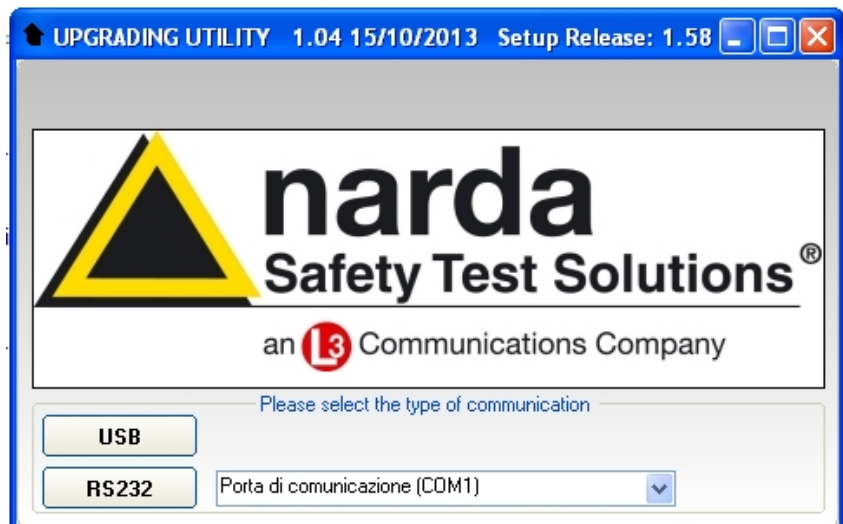 UPGRADING UTILITY 1.04 15/10/2013 Setup Release: 1.58
narda
Safety Test Solutions®
an L3 Communications Company
Please select the type of communication
USB
RS232 Porta di comunicazione (COM1)